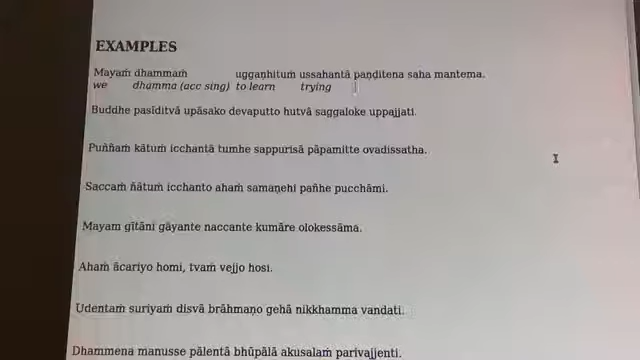 EXAMPLES
Mayaṁ dhammaṁ uggaṇhituṁ ussahantā paṇḍitena saha mantema.
we dhamma (acc sing) to learn trying
Buddhe pasīditvā upāsako devaputto hutvā saggaloke uppajjati.
Puññaṁ kātuṁ icchantā tumhe sappurisā pāpamitte ovadissatha.
Saccaṁ ñātuṁ icchanto ahaṁ samaṇehi pañhe pucchāmi.
Mayam gītāni gāyante naccante kumāre olokessāma.
Ahaṁ ācariyo homi, tvaṁ vejjo hosi.
Udentaṁ suriyaṁ disvā brāhmaṇo gehā nikkhamma vandati.
Dhammena manusse pālentā bhūpālā akusalaṁ parivajjenti.